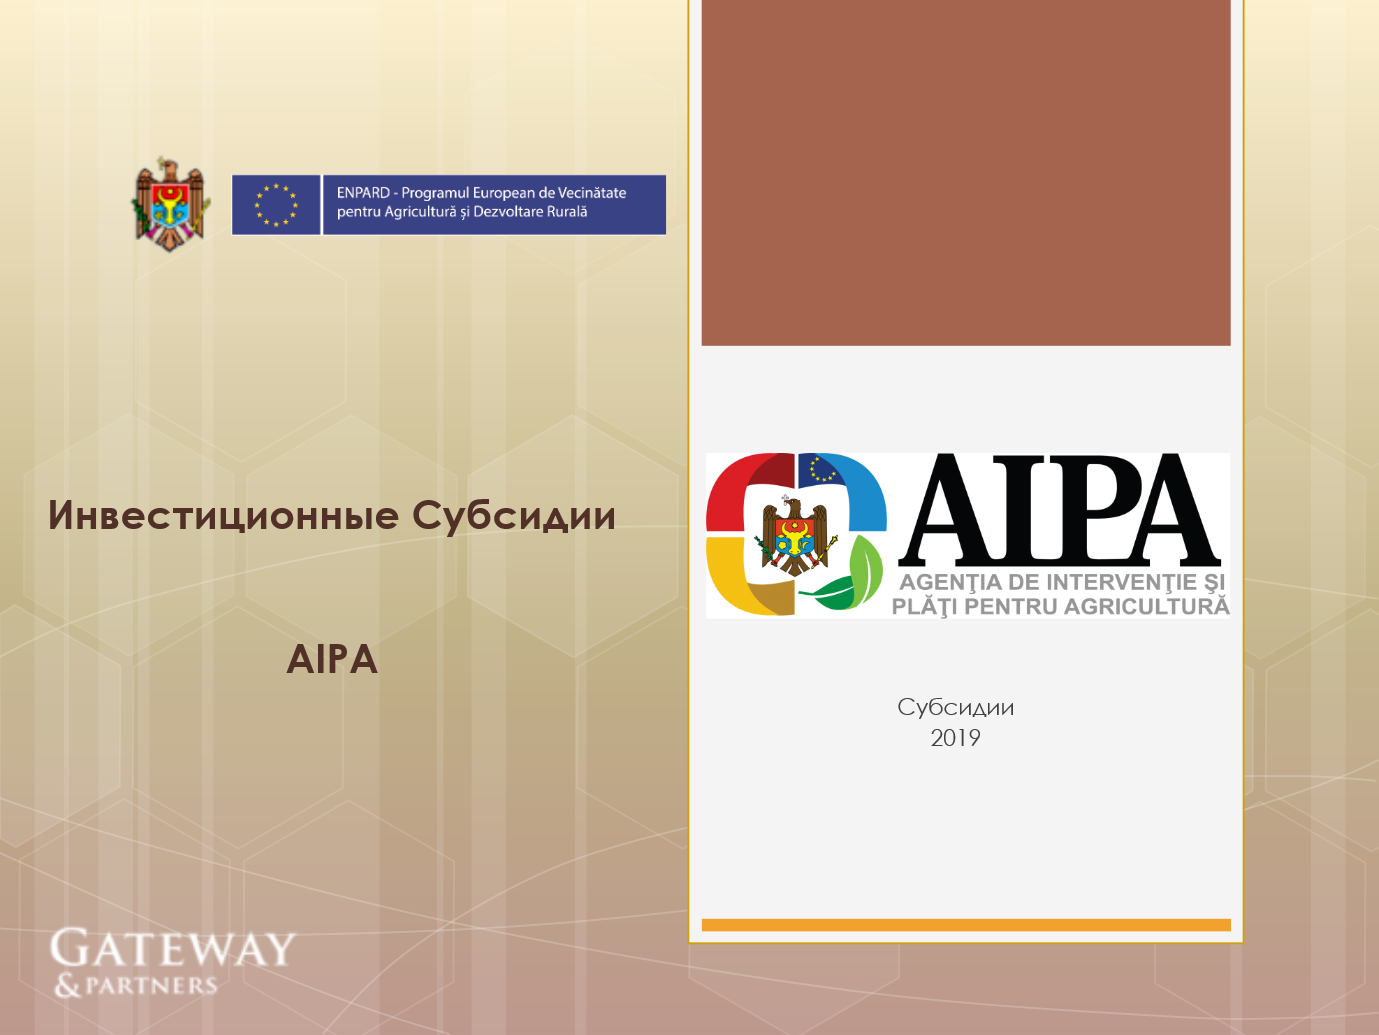 ENPARD - Programul European de Vecinătate
pentru Agricultură și Dezvoltare Rurală
Инвестиционные Субсидии
AIPA
AIPA
AGENŢIA DE INTERVENŢIE ŞI
PLĂŢI PENTRU AGRICULTURĂ
Субсидии
2019
GATEWAY
& PARTNERS